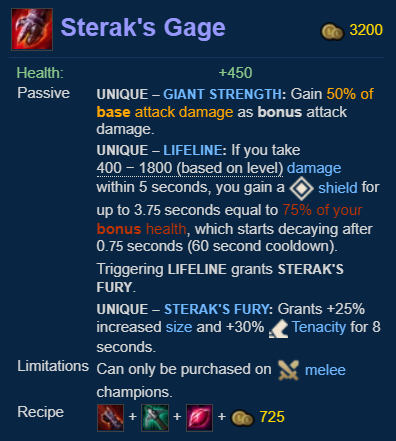 Sterak's Gage 3200
Health: +450
Passive UNIQUE – GIANT STRENGTH: Gain 50% of
base attack damage as bonus attack
damage.
UNIQUE – LIFELINE: If you take
400 − 1800 (based on level) damage
within 5 seconds, you gain a shield for
up to 3.75 seconds equal to 75% of your
bonus health, which starts decaying after
0.75 seconds (60 second cooldown).
Triggering LIFELINE grants STERAK'S
FURY.
UNIQUE – STERAK'S FURY: Grants +25%
increased size and +30% Tenacity for 8
seconds.
Limitations Can only be purchased on melee
champions.
Recipe + + + 725